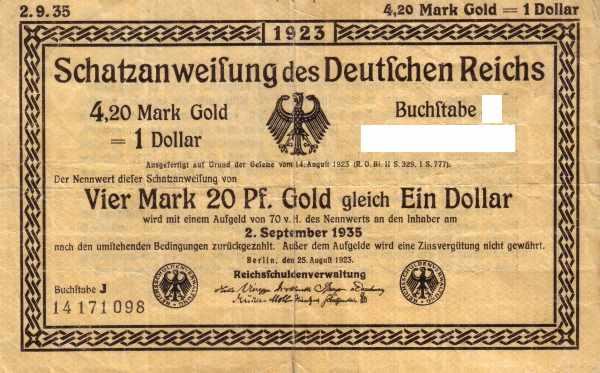 2.9.35
4,20 Mark Gold = 1 Dollar
1923
Schatzanweiſung des Deutſchen Reichs
4,20 Mark Gold
= 1 Dollar
Buchſtabe
Ausgefertigt auf Grund der Geſetze vom 14. August 1923 (R. G. Bl. II S. 329, I S. 777).
Der Nennwert dieſer Schatzanweiſung von
Vier Mark 20 Pf. Gold gleich Ein Dollar
wird mit einem Aufgeld von 70 v. H. des Nennwerts an den Inhaber am
2. September 1935
nach den umſtehenden Bedingungen zurückgezahlt. Außer dem Aufgelde wird eine Zinsvergütung nicht gewährt.
Berlin, den 25. August 1923.
Reichsſchuldenverwaltung
Buchſtabe J
14171098